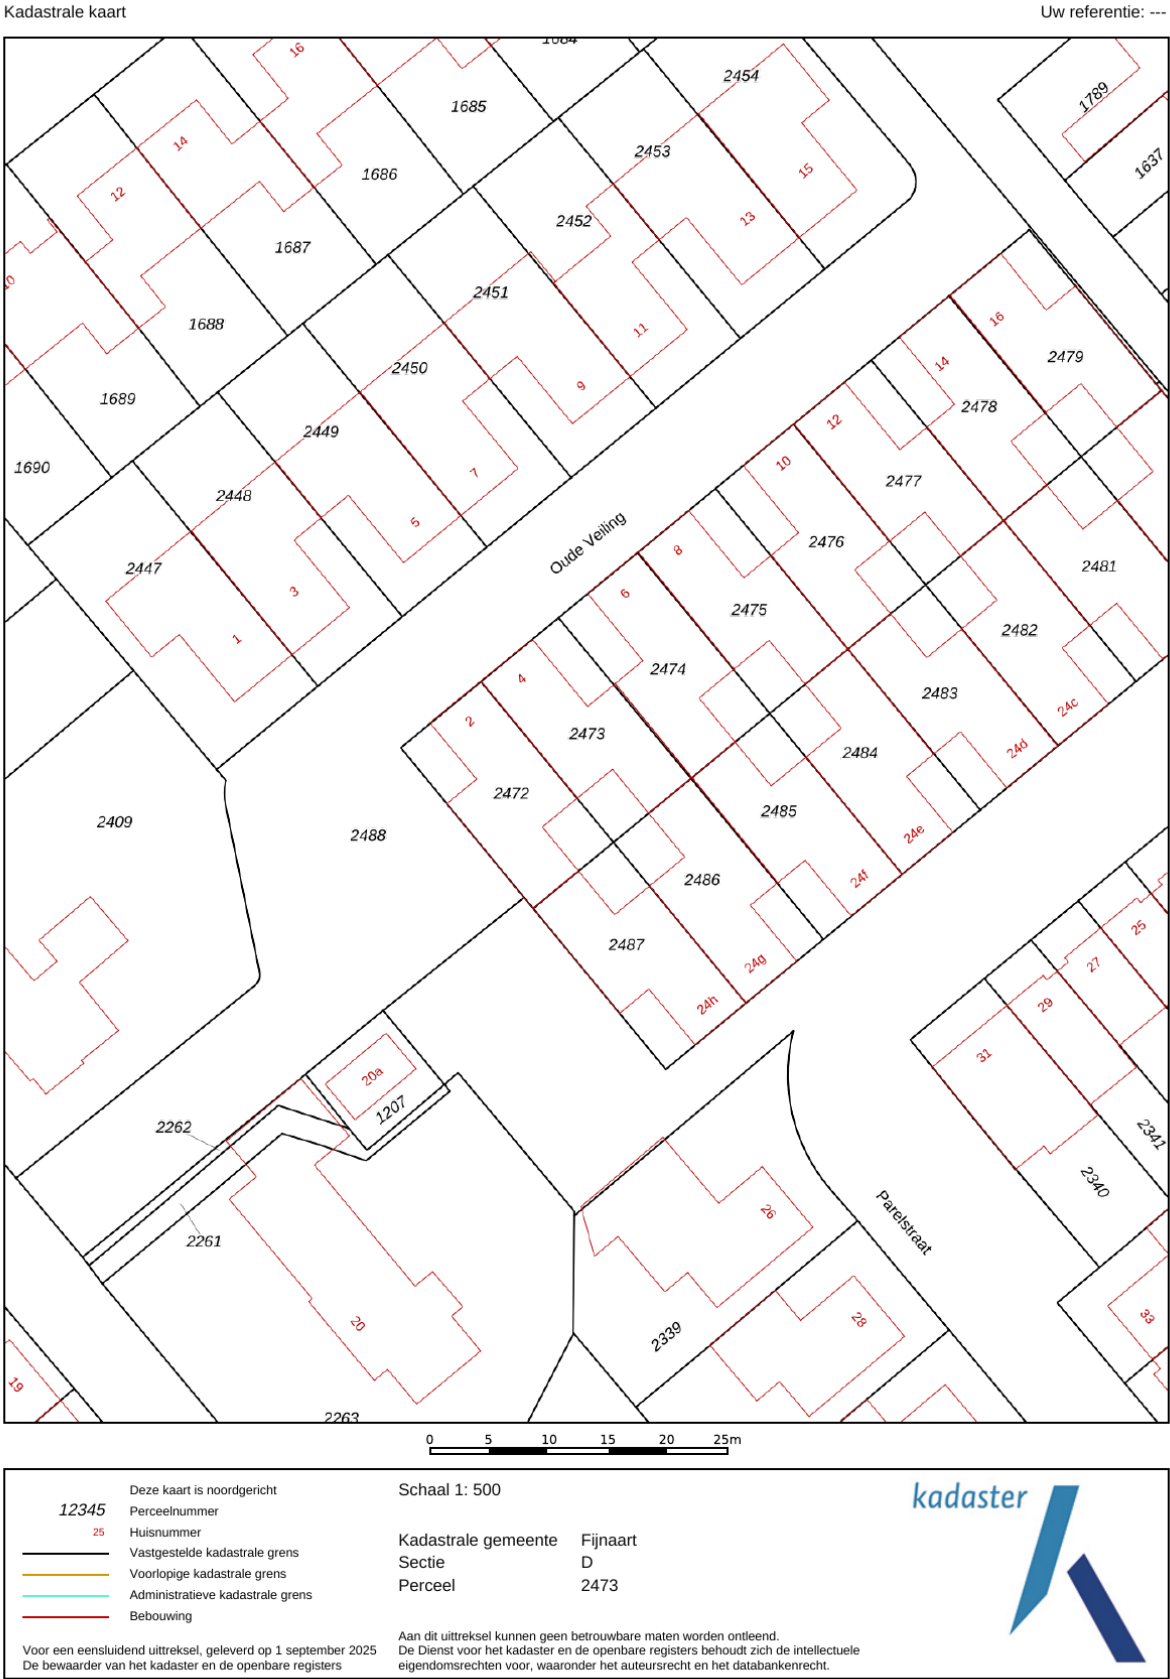 Kadastrale kaart
Uw referentie: ---
16
1684
2454
1789
1685
14
2453
1637
1686
15
12
2452
13
1687
10
2451
1688
11
16
2450
2479
14
9
1689
2478
2449
12
1690
7
10
2477
2448
5
Oude Veiling
8
2476
2447
3
6
2481
1
2475
2482
4
2474
2483
2
2473
24c
24d
2484
2472
2485
2409
2488
24e
2486
24f
25
2487
24g
27
24h
29
31
20a
1207
2262
2341
2340
26
Parelstraat
2261
20
2339
28
33
19
2263
0 5 10 15 20 25m
Deze kaart is noordgericht
12345 Perceelnummer
25 Huisnummer
Vastgestelde kadastrale grens
Voorlopige kadastrale grens
Administratieve kadastrale grens
Bebouwing
Voor een eensluidend uittreksel, geleverd op 1 september 2025
De bewaarder van het kadaster en de openbare registers
Schaal 1: 500
Kadastrale gemeente Fijnaart
Sectie D
Perceel 2473
Aan dit uittreksel kunnen geen betrouwbare maten worden ontleend.
De Dienst voor het kadaster en de openbare registers behoudt zich de intellectuele
eigendomsrechten voor, waaronder het auteursrecht en het databankenrecht.
kadaster